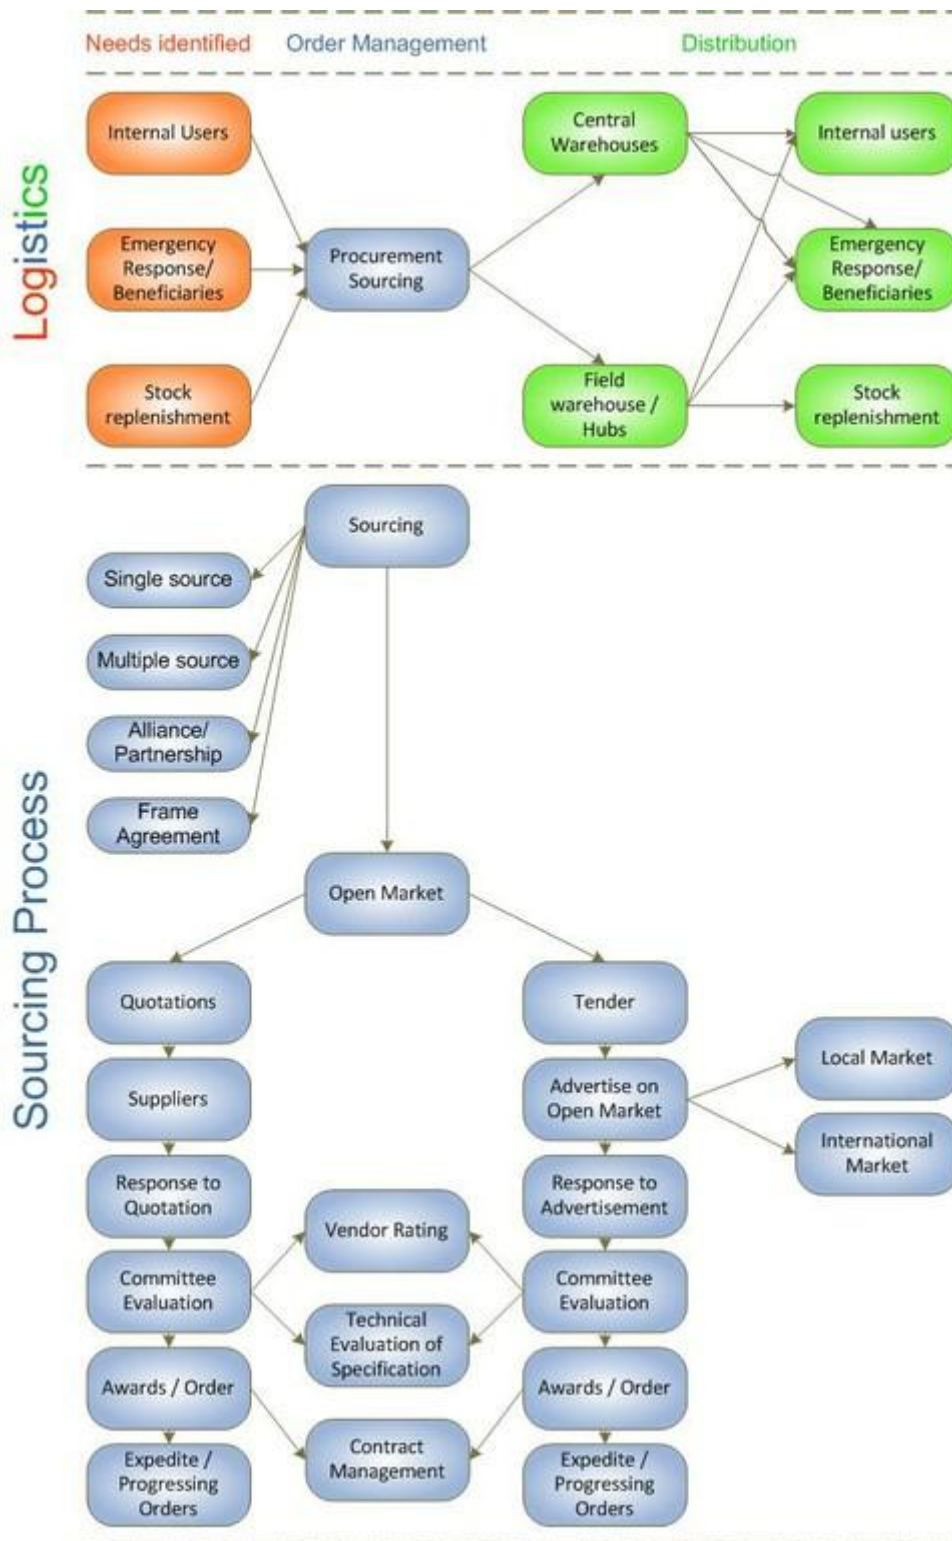 Needs identified
Order Management
Distribution
Logistics
Internal Users
Central
Warehouses
Internal users
Emergency
Response/
Beneficiaries
Procurement
Sourcing
Emergency
Response/
Beneficiaries
Stock
replenishment
Field
warehouse /
Hubs
Stock
replenishment
Sourcing Process
Sourcing
Single source
Multiple source
Alliance/
Partnership
Frame
Agreement
Open Market
Quotations
Tender
Suppliers
Advertise on
Open Market
Local Market
International
Market
Response to
Quotation
Response to
Advertisement
Vendor Rating
Committee
Evaluation
Committee
Evaluation
Technical
Evaluation of
Specification
Awards / Order
Awards / Order
Contract
Management
Expedite /
Progressing
Orders
Expedite /
Progressing
Orders